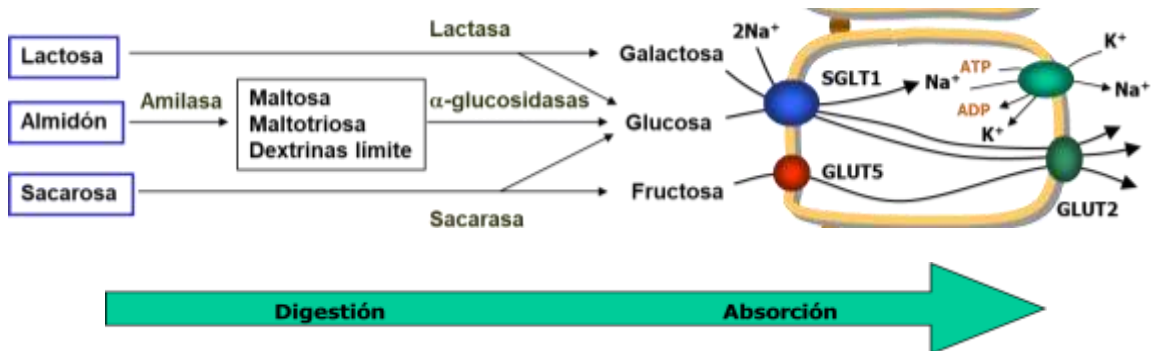 Lactosa
Almidón
Sacarosa
Amilasa
Maltosa
Maltotriosa
Dextrinas límite
Lactasa
α-glucosidasas
Sacarasa
Galactosa
Glucosa
Fructosa
2Na⁺
SGLT1
GLUT5
Na⁺
ATP
ADP
K⁺
K⁺
Na⁺
GLUT2
Digestión
Absorción